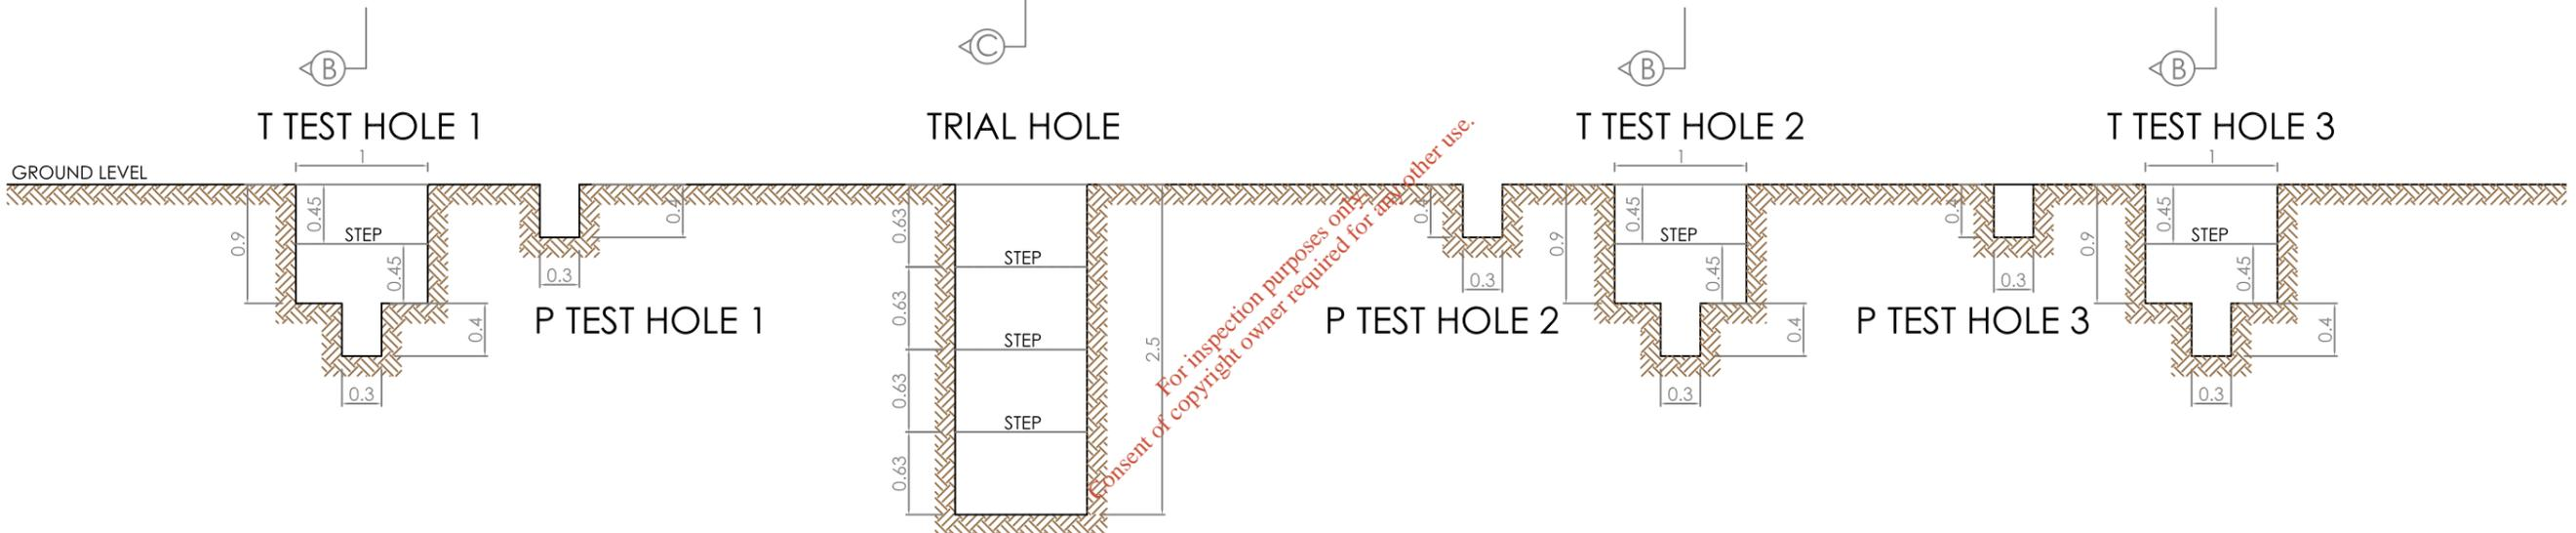 B
C
B
B
T TEST HOLE 1
TRIAL HOLE
T TEST HOLE 2
T TEST HOLE 3
1
1
1
GROUND LEVEL
0.45
0.9
STEP
0.45
0.4
0.3
0.4
0.3
P TEST HOLE 1
0.63
STEP
0.63
STEP
0.63
STEP
0.63
2.5
For inspection purposes only.
Consent of copyright owner required for any other use.
0.4
0.3
P TEST HOLE 2
0.45
0.9
STEP
0.45
0.4
0.3
0.4
0.3
P TEST HOLE 3
0.45
0.9
STEP
0.45
0.4
0.3